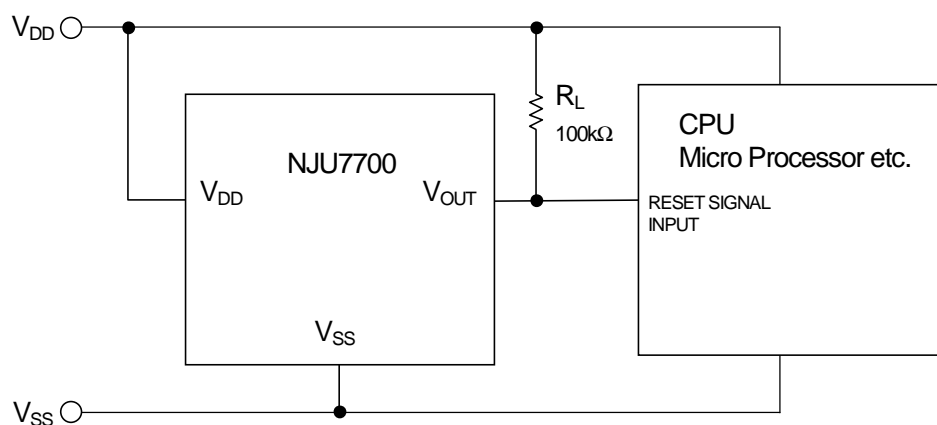 VDD
RL
100kΩ
CPU
Micro Processor etc.
NJU7700
VDD
VOUT
RESET SIGNAL
INPUT
VSS
VSS